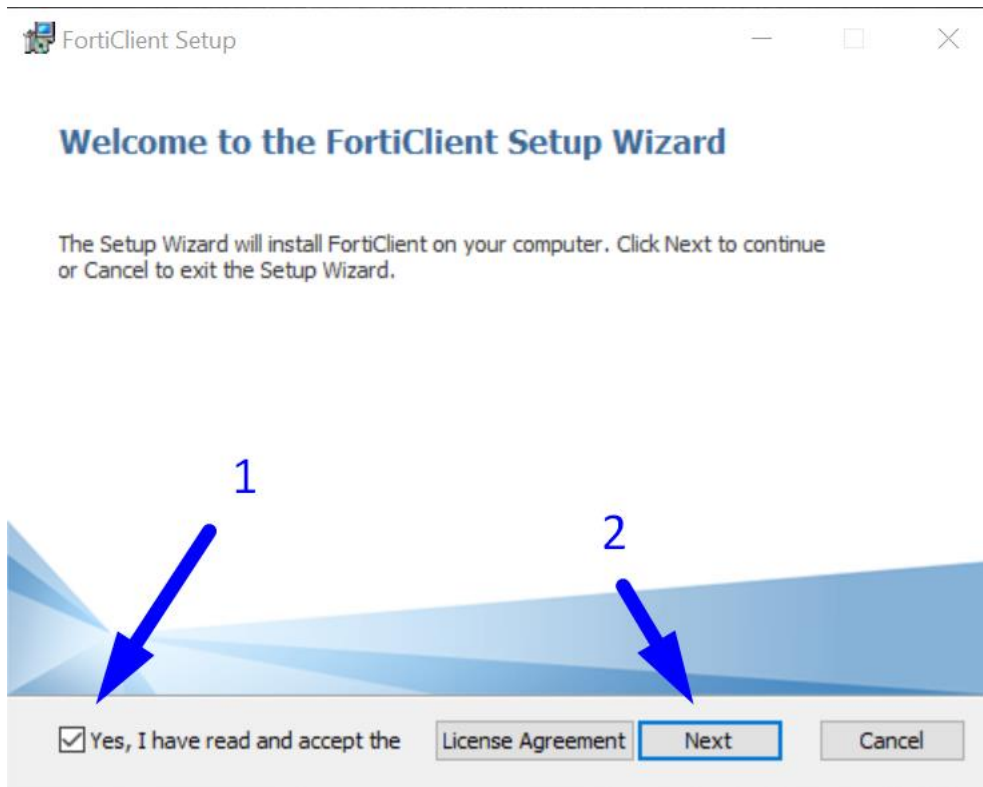 FortiClient Setup
Welcome to the FortiClient Setup Wizard
The Setup Wizard will install FortiClient on your computer. Click Next to continue
or Cancel to exit the Setup Wizard.
1
2
Yes, I have read and accept the License Agreement Next Cancel